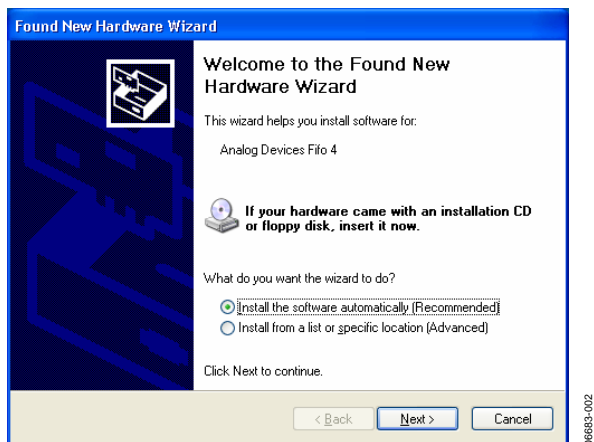 Found New Hardware Wizard
Welcome to the Found New
Hardware Wizard
This wizard helps you install software for:
Analog Devices Fifo 4
If your hardware came with an installation CD
or floppy disk, insert it now.
What do you want the wizard to do?
Install the software automatically (Recommended)
Install from a list or specific location (Advanced)
Click Next to continue.
< Back
Next >
Cancel
06683-002